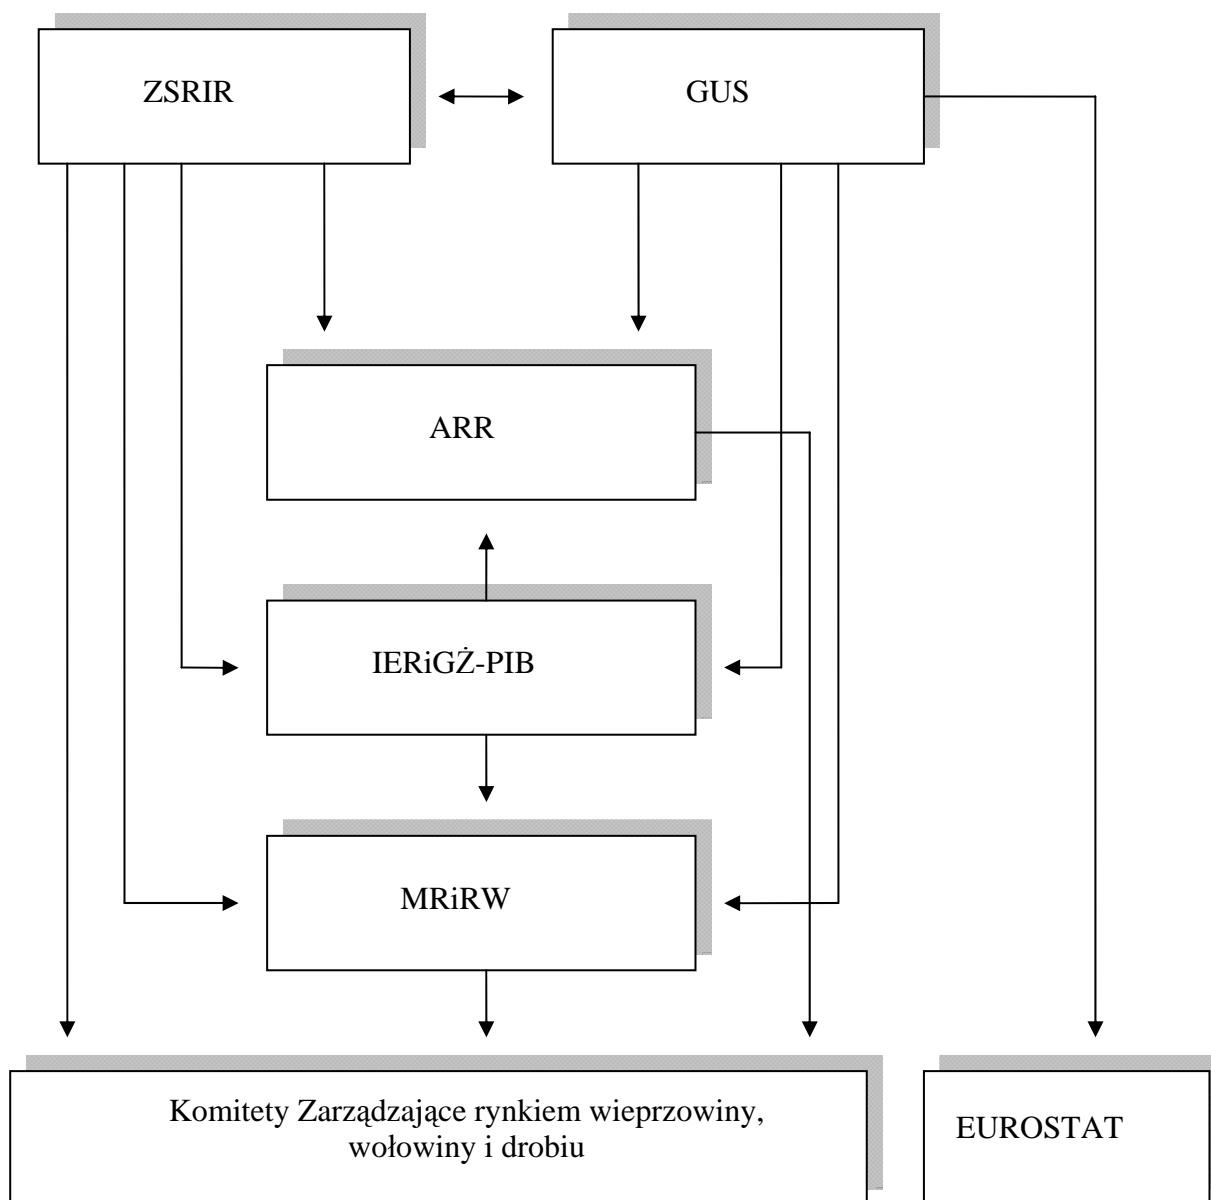 ZSRIR
GUS
ARR
IERiGŻ-PIB
MRiRW
Komitety Zarządzające rynkiem wieprzowiny,
wołowiny i drobiu
EUROSTAT